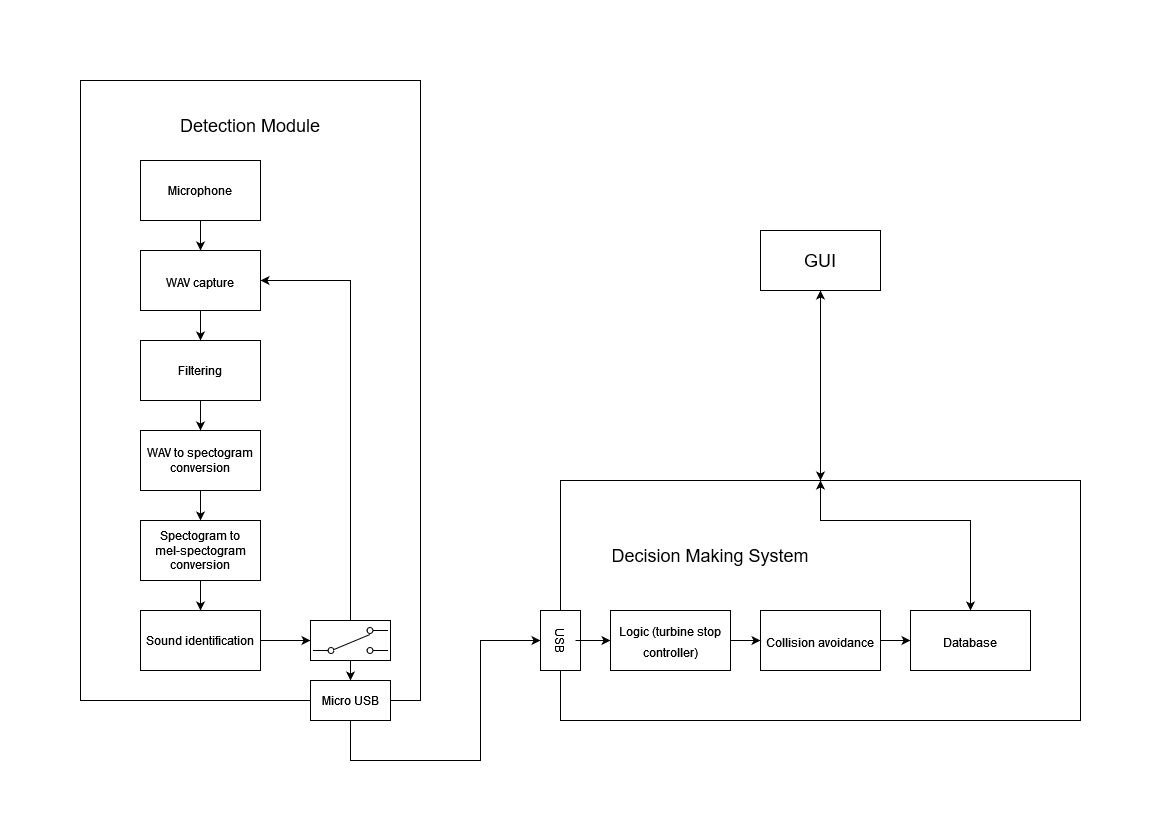 Detection Module
Microphone
WAV capture
Filtering
WAV to spectogram
conversion
Spectogram to
mel-spectogram
conversion
Sound identification
Micro USB
GUI
Decision Making System
USB
Logic (turbine stop
controller)
Collision avoidance
Database